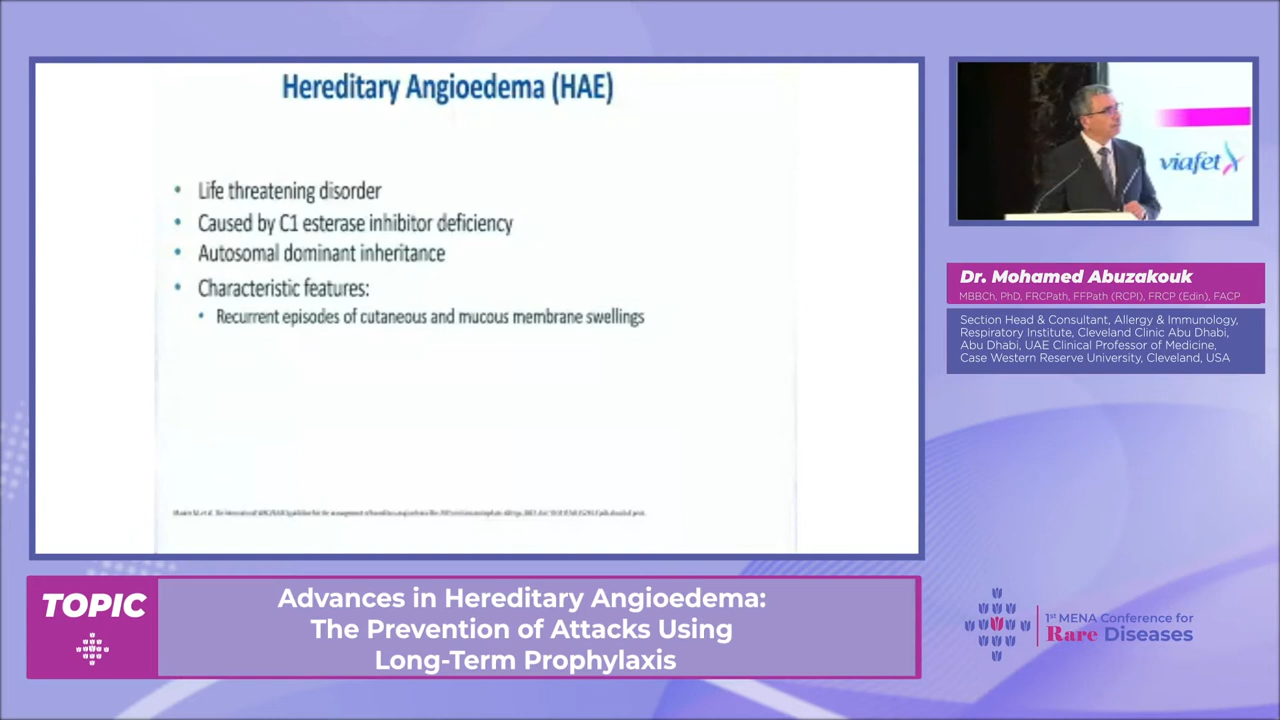 Hereditary Angioedema (HAE)
• Life threatening disorder
• Caused by C1 esterase inhibitor deficiency
• Autosomal dominant inheritance
• Characteristic features:
• Recurrent episodes of cutaneous and mucous membrane swellings
viafet
Dr. Mohamed Abuzakouk
MBBCh, PhD, FRCPath, FFPath (RCPI), FRCP (Edin), FACP
Section Head & Consultant, Allergy & Immunology,
Respiratory Institute, Cleveland Clinic Abu Dhabi,
Abu Dhabi, UAE Clinical Professor of Medicine,
Case Western Reserve University, Cleveland, USA
TOPIC
Advances in Hereditary Angioedema:
The Prevention of Attacks Using
Long-Term Prophylaxis
1st MENA Conference for
Rare Diseases